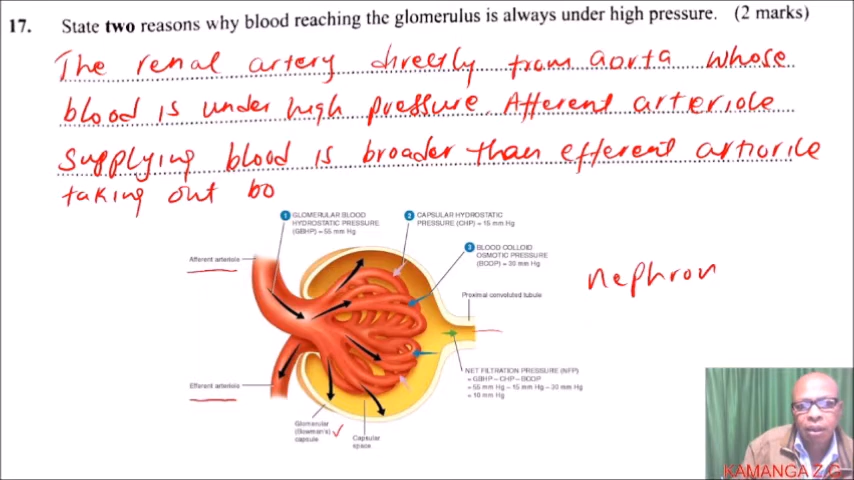 17. State two reasons why blood reaching the glomerulus is always under high pressure. (2 marks)
The renal artery directly from aorta whose
blood is under high pressure. Afferent arteriole
supplying blood is broader than efferent artiorile
taking out bo
1 GLOMERULAR BLOOD
HYDROSTATIC PRESSURE
(GBHP) = 55 mm Hg
2 CAPSULAR HYDROSTATIC
PRESSURE (CHP) = 15 mm Hg
3 BLOOD COLLOID
OSMOTIC PRESSURE
(BCOP) = 30 mm Hg
Afferent arteriole
Proximal convoluted tubule
nephron
Efferent arteriole
NET FILTRATION PRESSURE (NFP)
= GBHP – CHP – BCOP
= 55 mm Hg – 15 mm Hg – 30 mm Hg
= 10 mm Hg
Glomerular
(Bowman's)
capsule
Capsular
space
KAMANGA Z.C